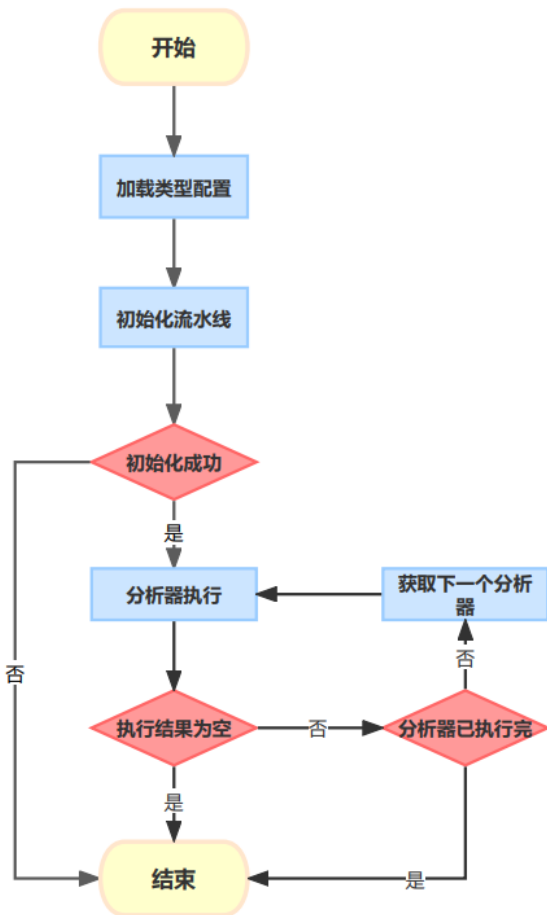 开始
加载类型配置
初始化流水线
初始化成功
是
分析器执行
获取下一个分析
器
否
否
执行结果为空
否
分析器已执行完
是
结束
是